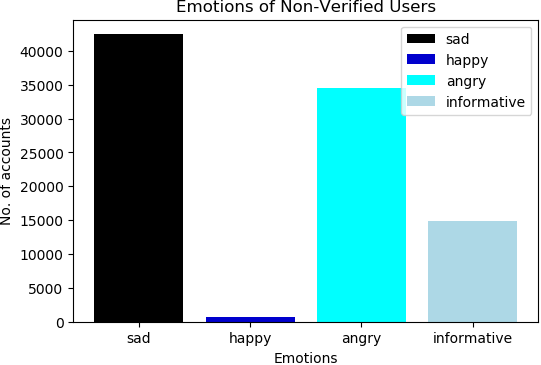 Emotions of Non-Verified Users
sad
happy
angry
informative
No. of accounts
40000
35000
30000
25000
20000
15000
10000
5000
0
sad happy angry informative
Emotions